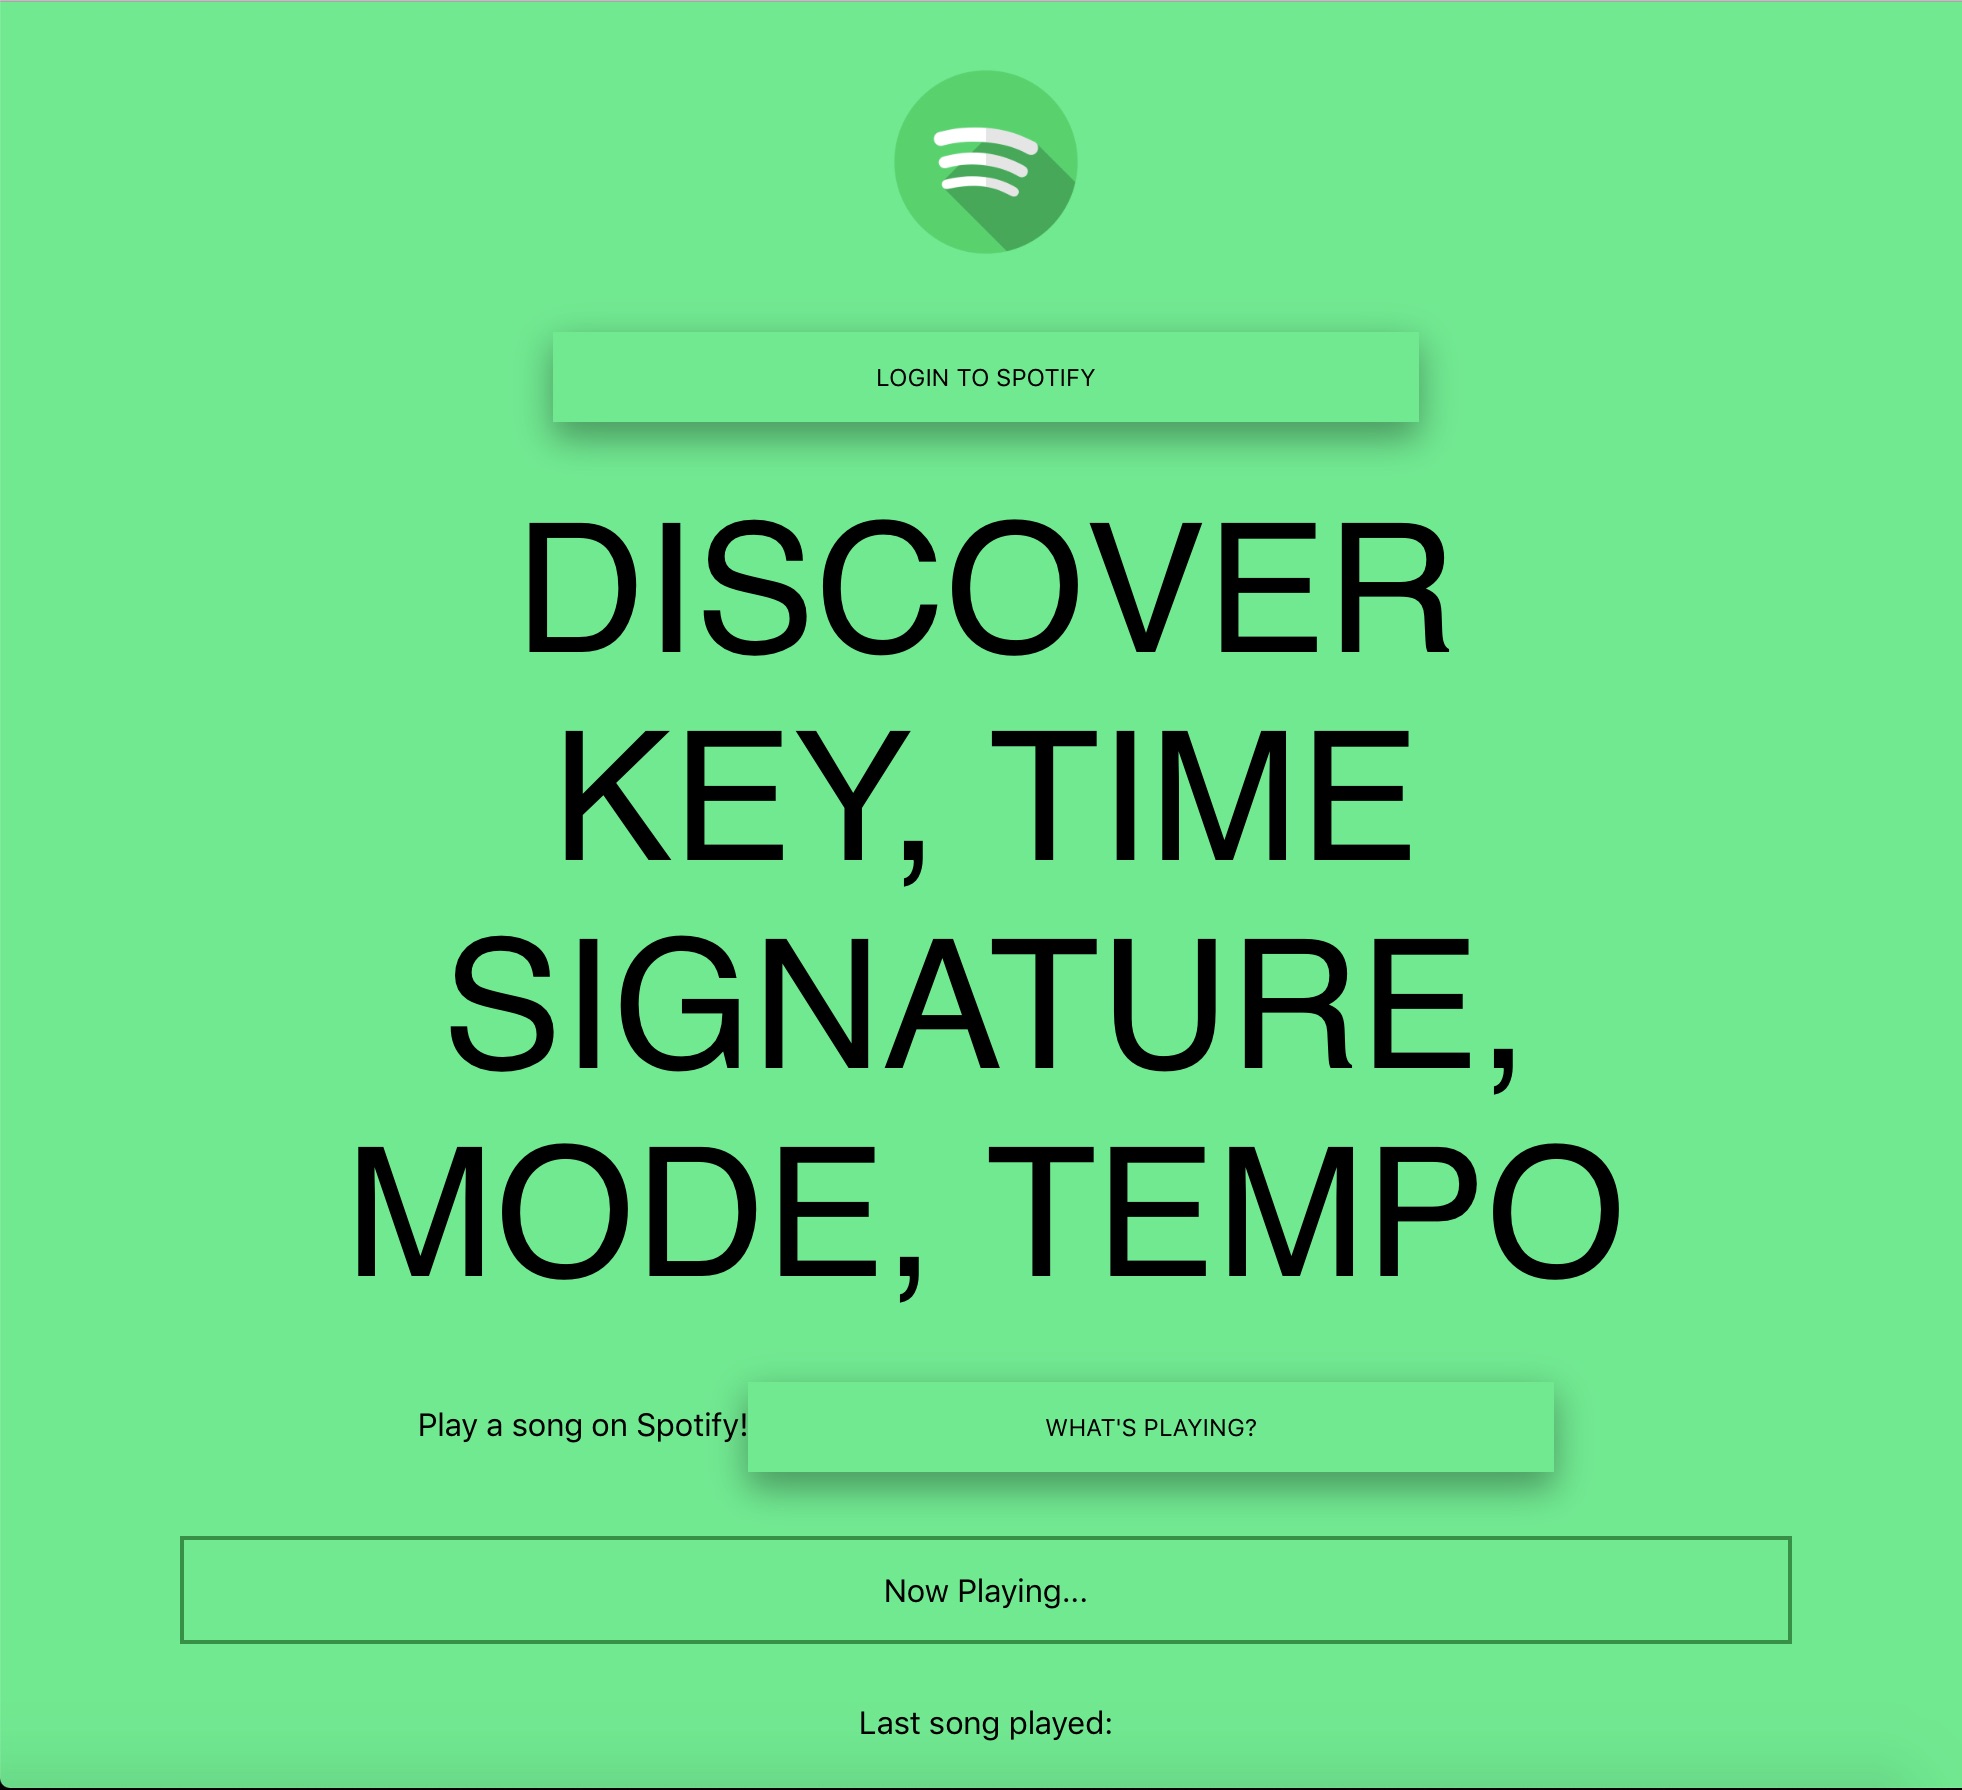 LOGIN TO SPOTIFY
DISCOVER
KEY, TIME
SIGNATURE,
MODE, TEMPO
Play a song on Spotify! WHAT'S PLAYING?
Now Playing...
Last song played: